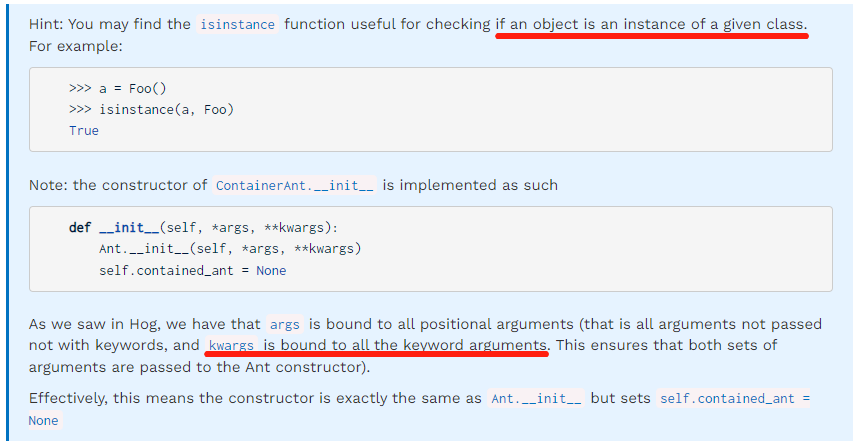 Hint: You may find the isinstance function useful for checking if an object is an instance of a given class.
For example:
>>> a = Foo()
>>> isinstance(a, Foo)
True
Note: the constructor of ContainerAnt.__init__ is implemented as such
def __init__(self, *args, **kwargs):
    Ant.__init__(self, *args, **kwargs)
    self.contained_ant = None
As we saw in Hog, we have that args is bound to all positional arguments (that is all arguments not passed
not with keywords, and kwargs is bound to all the keyword arguments. This ensures that both sets of
arguments are passed to the Ant constructor).
Effectively, this means the constructor is exactly the same as Ant.__init__ but sets self.contained_ant =
None